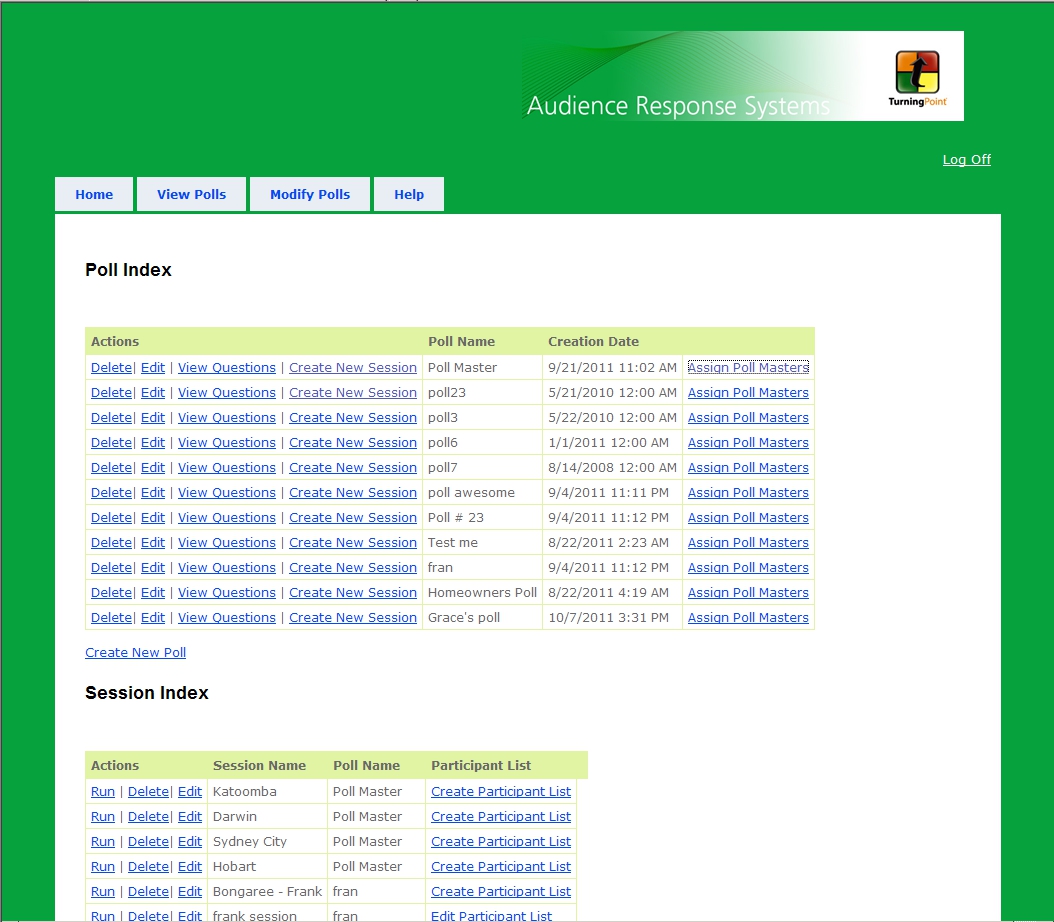 Audience Response Systems
TurningPoint
Log Off
Home View Polls Modify Polls Help
Poll Index
Actions Poll Name Creation Date
Delete| Edit | View Questions | Create New Session Poll Master 9/21/2011 11:02 AM Assign Poll Masters
Delete| Edit | View Questions | Create New Session poll23 5/21/2010 12:00 AM Assign Poll Masters
Delete| Edit | View Questions | Create New Session poll3 5/22/2010 12:00 AM Assign Poll Masters
Delete| Edit | View Questions | Create New Session poll6 1/1/2011 12:00 AM Assign Poll Masters
Delete| Edit | View Questions | Create New Session poll7 8/14/2008 12:00 AM Assign Poll Masters
Delete| Edit | View Questions | Create New Session poll awesome 9/4/2011 11:11 PM Assign Poll Masters
Delete| Edit | View Questions | Create New Session Poll # 23 9/4/2011 11:12 PM Assign Poll Masters
Delete| Edit | View Questions | Create New Session Test me 8/22/2011 2:23 AM Assign Poll Masters
Delete| Edit | View Questions | Create New Session fran 9/4/2011 11:12 PM Assign Poll Masters
Delete| Edit | View Questions | Create New Session Homeowners Poll 8/22/2011 4:19 AM Assign Poll Masters
Delete| Edit | View Questions | Create New Session Grace's poll 10/7/2011 3:31 PM Assign Poll Masters
Create New Poll
Session Index
Actions Session Name Poll Name Participant List
Run | Delete| Edit Katoomba Poll Master Create Participant List
Run | Delete| Edit Darwin Poll Master Create Participant List
Run | Delete| Edit Sydney City Poll Master Create Participant List
Run | Delete| Edit Hobart Poll Master Create Participant List
Run | Delete| Edit Bongaree - Frank fran Create Participant List
Run | Delete| Edit frank session fran Edit Participant List